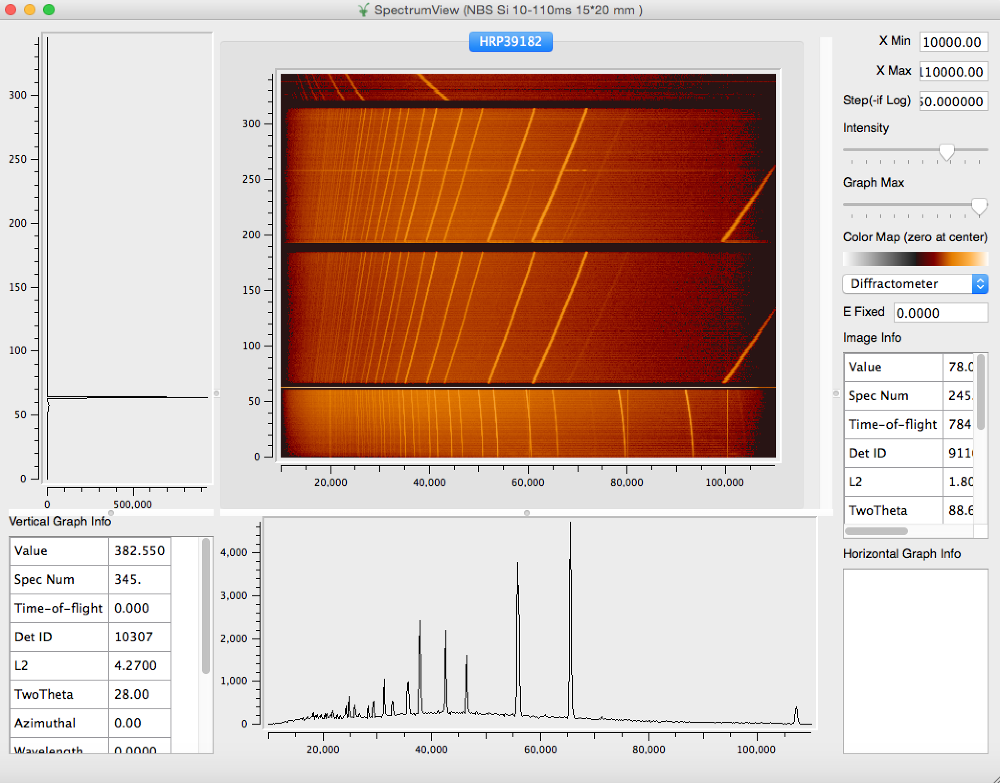 SpectrumView (NBS Si 10-110ms 15*20 mm )
HRP39182
300
250
200
150
100
50
0
0 500,000
300
250
200
150
100
50
0
20,000 40,000 60,000 80,000 100,000
X Min 10000.00
X Max 110000.00
Step(-if Log) 50.000000
Intensity
Graph Max
Color Map (zero at center)
Diffractometer
E Fixed 0.0000
Image Info
Value 78.0
Spec Num 245.
Time-of-flight 784
Det ID 911
L2 1.80
TwoTheta 88.6
Vertical Graph Info
Value 382.550
Spec Num 345.
Time-of-flight 0.000
Det ID 10307
L2 4.2700
TwoTheta 28.00
Azimuthal 0.00
Wavelength 0.0000
4,000
3,000
2,000
1,000
0
20,000 40,000 60,000 80,000 100,000
Horizontal Graph Info